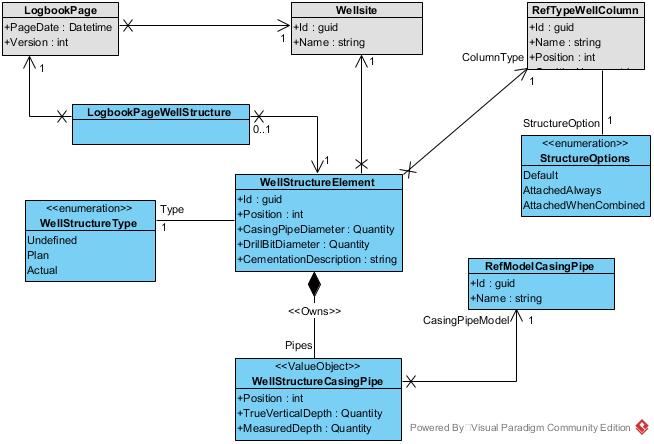 LogbookPage
+PageDate : Datetime
+Version : int
1
Wellsite
+Id : guid
+Name : string
1
1
RefTypeWellColumn
+Id : guid
+Name : string
+Position : int
ColumnType
1
LogbookPageWellStructure
0..1
1
StructureOption
1
<<enumeration>>
StructureOptions
Default
AttachedAlways
AttachedWhenCombined
WellStructureElement
+Id : guid
+Position : int
+CasingPipeDiameter : Quantity
+DrillBitDiameter : Quantity
+CementationDescription : string
<<enumeration>>
WellStructureType
Undefined
Plan
Actual
Type
1
RefModelCasingPipe
+Id : guid
+Name : string
<<Owns>>
CasingPipeModel
1
Pipes
<<ValueObject>>
WellStructureCasingPipe
+Position : int
+TrueVerticalDepth : Quantity
+MeasuredDepth : Quantity
Powered By Visual Paradigm Community Edition